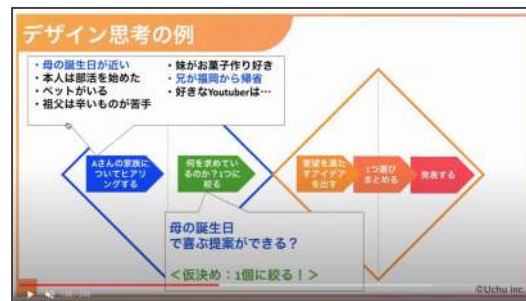 デザイン思考の例
・母の誕生日が近い
・本人は部活を始めた
・ペットがいる
・祖父は辛いものが苦手
・妹がお菓子作り好き
・兄が福岡から帰省
・好きなYoutuberは…
Aさんの家族に
ついてヒアリ
ングする
何を求めてい
るのか？1つに
絞る
要望を満た
すアイデア
を出す
1つ選び
まとめる
発表する
母の誕生日
で喜ぶ提案ができる？
＜仮決め：1個に絞る！＞
©Uchu inc.